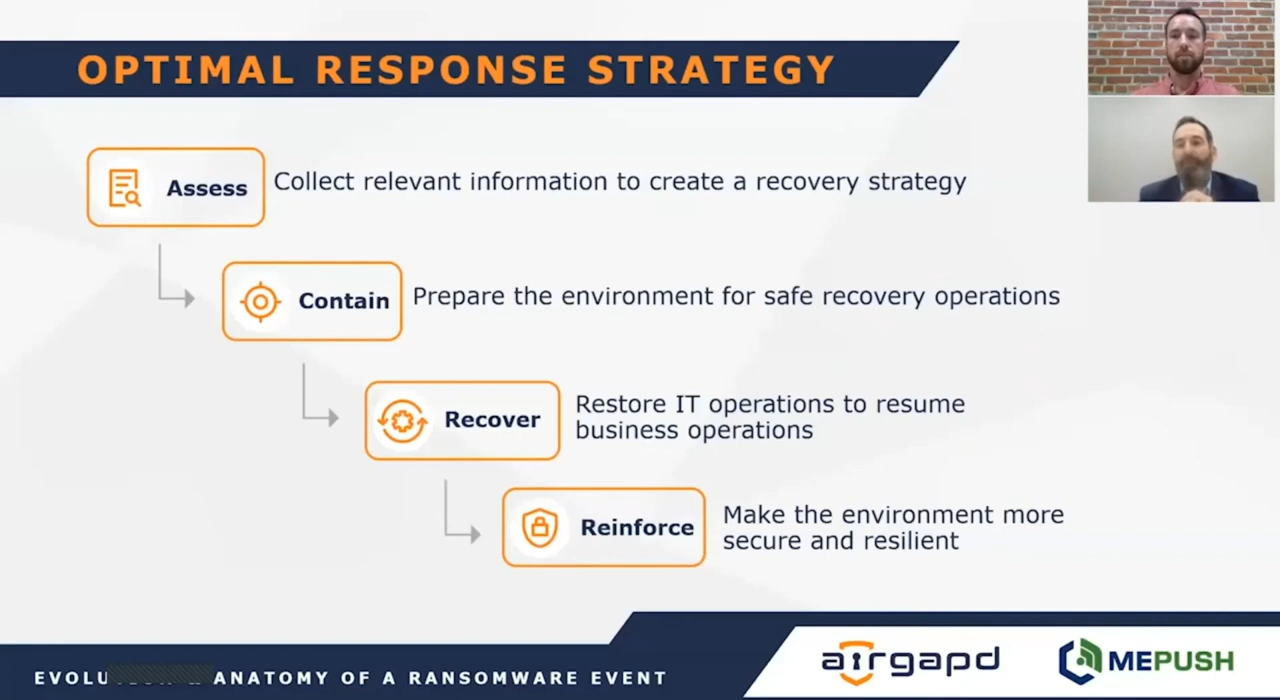 OPTIMAL RESPONSE STRATEGY
Assess
Collect relevant information to create a recovery strategy
Contain
Prepare the environment for safe recovery operations
Recover
Restore IT operations to resume
business operations
Reinforce
Make the environment more
secure and resilient
ANATOMY OF A RANSOMWARE EVENT
airgapd
MEPUSH